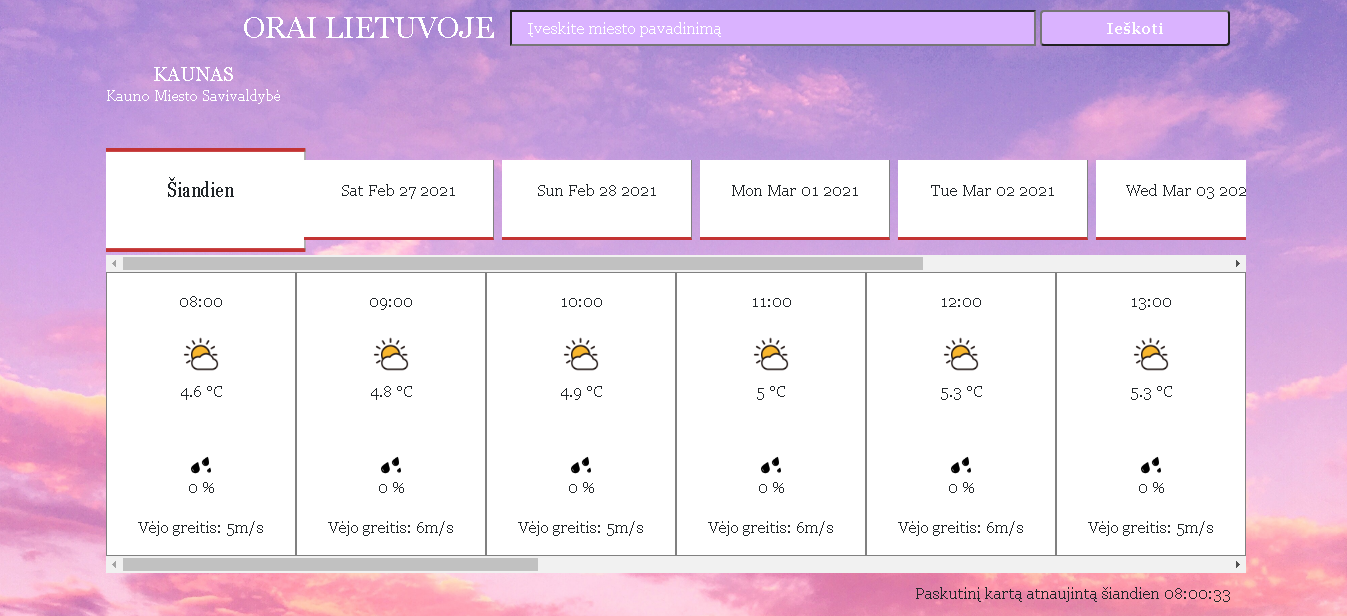 ORAI LIETUVOJE Įveskite miesto pavadinimą Ieškoti
KAUNAS
Kauno Miesto Savivaldybė
Šiandien Sat Feb 27 2021 Sun Feb 28 2021 Mon Mar 01 2021 Tue Mar 02 2021 Wed Mar 03 202
08:00 09:00 10:00 11:00 12:00 13:00
4.6 °C 4.8 °C 4.9 °C 5 °C 5.3 °C 5.3 °C
0 % 0 % 0 % 0 % 0 % 0 %
Vėjo greitis: 5m/s Vėjo greitis: 6m/s Vėjo greitis: 5m/s Vėjo greitis: 6m/s Vėjo greitis: 6m/s Vėjo greitis: 5m/s
Paskutinį kartą atnaujintą šiandien 08:00:33